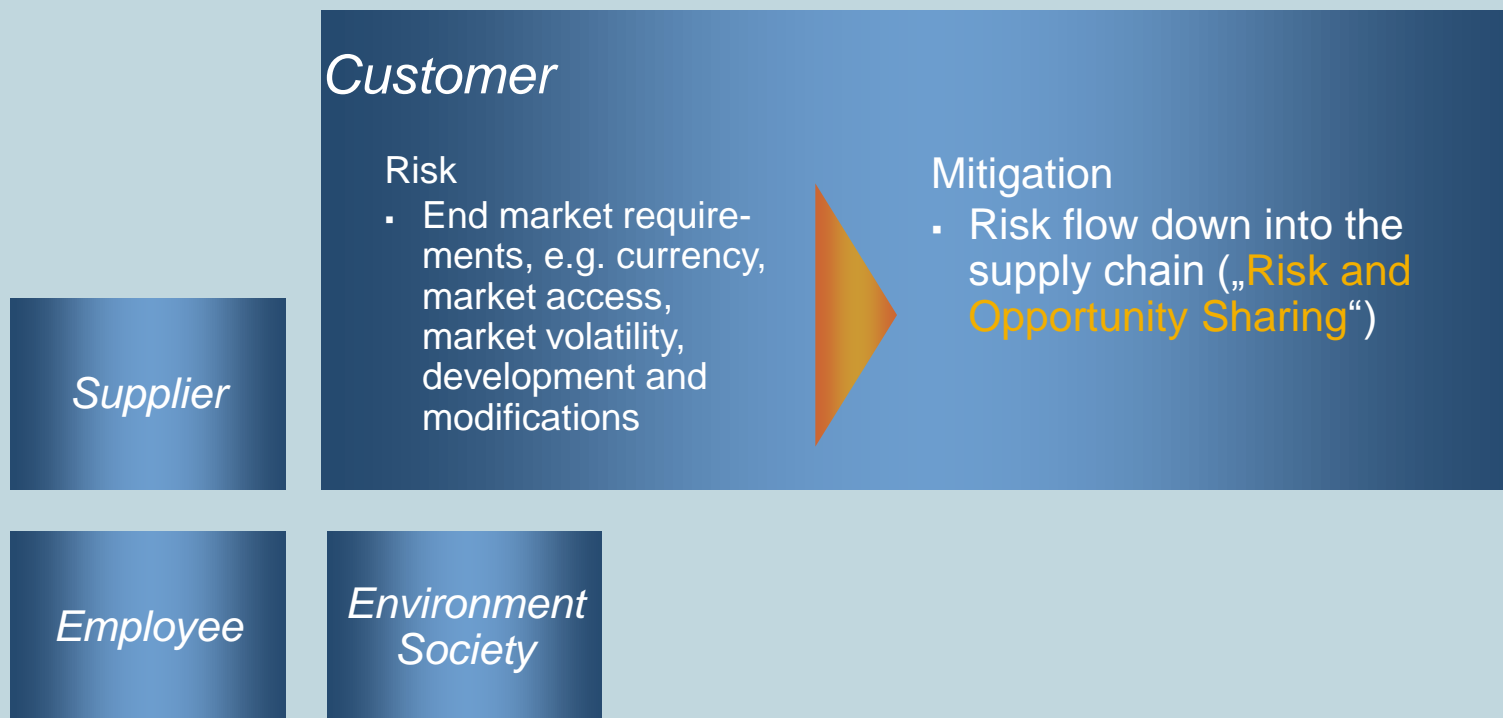 Customer
Risk
▪ End market require-
ments, e.g. currency,
market access,
market volatility,
development and
modifications
Mitigation
▪ Risk flow down into the
supply chain („Risk and
Opportunity Sharing“)
Supplier
Employee
Environment
Society